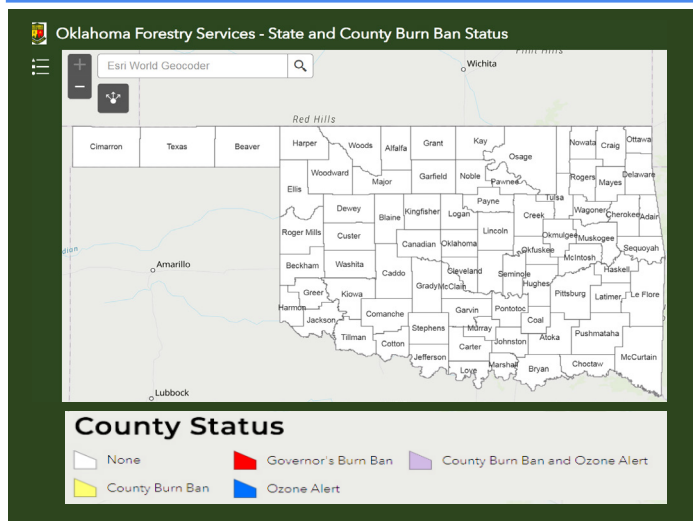 Oklahoma Forestry Services - State and County Burn Ban Status
Esri World Geocoder
Wichita
Red Hills
Cimarron Texas Beaver Harper Woods Alfalfa Grant Kay Osage Nowata Craig Ottawa
Woodward Major Garfield Noble Pawnee Rogers Mayes Delaware
Ellis
Dewey Blaine Kingfisher Logan Payne Creek Tulsa Wagoner Cherokee Adair
Roger Mills Custer Canadian Oklahoma Lincoln Okmulgee Muskogee Sequoyah
Okfuskee McIntosh
Amarillo
Beckham Washita Caddo Cleveland Seminole Haskell
Greer Kiowa Grady McClain Hughes Pittsburg Latimer Le Flore
Harmon Jackson Comanche Garvin Pontotoc Coal
Tillman Cotton Stephens Murray Johnston Atoka Pushmataha
Jefferson Carter McCurtain
Love Marshall Bryan Choctaw
Lubbock
County Status
None Governor's Burn Ban County Burn Ban and Ozone Alert
County Burn Ban Ozone Alert